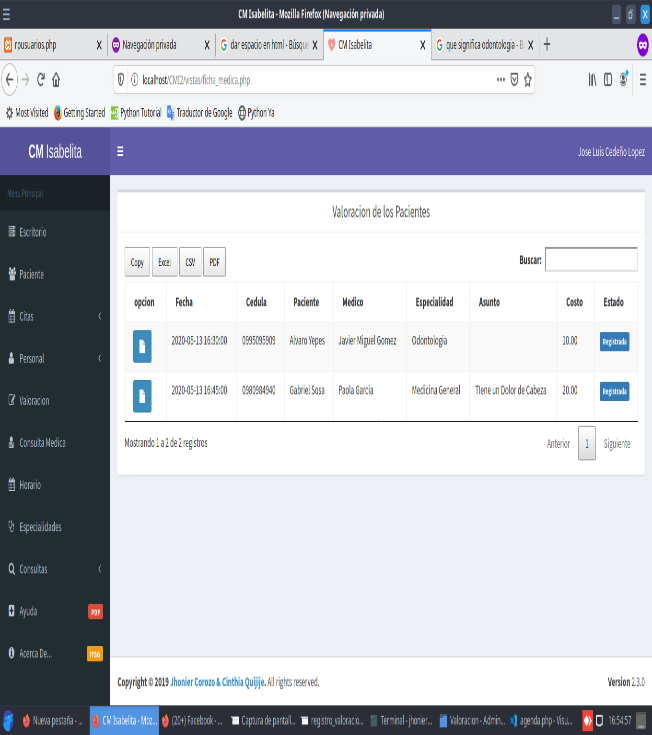 CM Isabelita - Mozilla Firefox (Navegación privada)
npusuarios.php
Navegación privada
dar espacio en html - Búsque
CM Isabelita
que significa odontologia - B
localhost/CMI2/vistas/fiche_medica.php
Most Visited
Getting Started
Python Tutorial
Traductor de Google
Python Ya
CM Isabelita
Jose Luis Cedeño Lopez
Menu Principal
Escritorio
Paciente
Citas
Personal
Valoracion
Consulta Medica
Horario
Especialidades
Consultas
Ayuda PDF
Acerca De...
Valoracion de los Pacientes
Copy Excel CSV PDF
Buscar:
opcion Fecha Cedula Paciente Medico Especialidad Asunto Costo Estado
2020-05-13 16:30:00 0995095909 Alvaro Yepes Javier Miguel Gomez Odontologia 10.00 Registrada
2020-05-13 16:45:00 0980984940 Gabriel Sosa Paola Garcia Medicina General Tiene un Dolor de Cabeza 20.00 Registrada
Mostrando 1 a 2 de 2 registros
Anterior 1 Siguiente
Copyright © 2019 Jhonier Corozo & Cinthia Quijije. All rights reserved.
Version 2.3.0
Nueva pestaña - ...
CM Isabelita - Moz...
(20+) Facebook - ...
Captura de pantall...
registro_valoracio...
Terminal - jhonier...
Valoracion - Admin...
agenda.php - Visu...
16:54:57